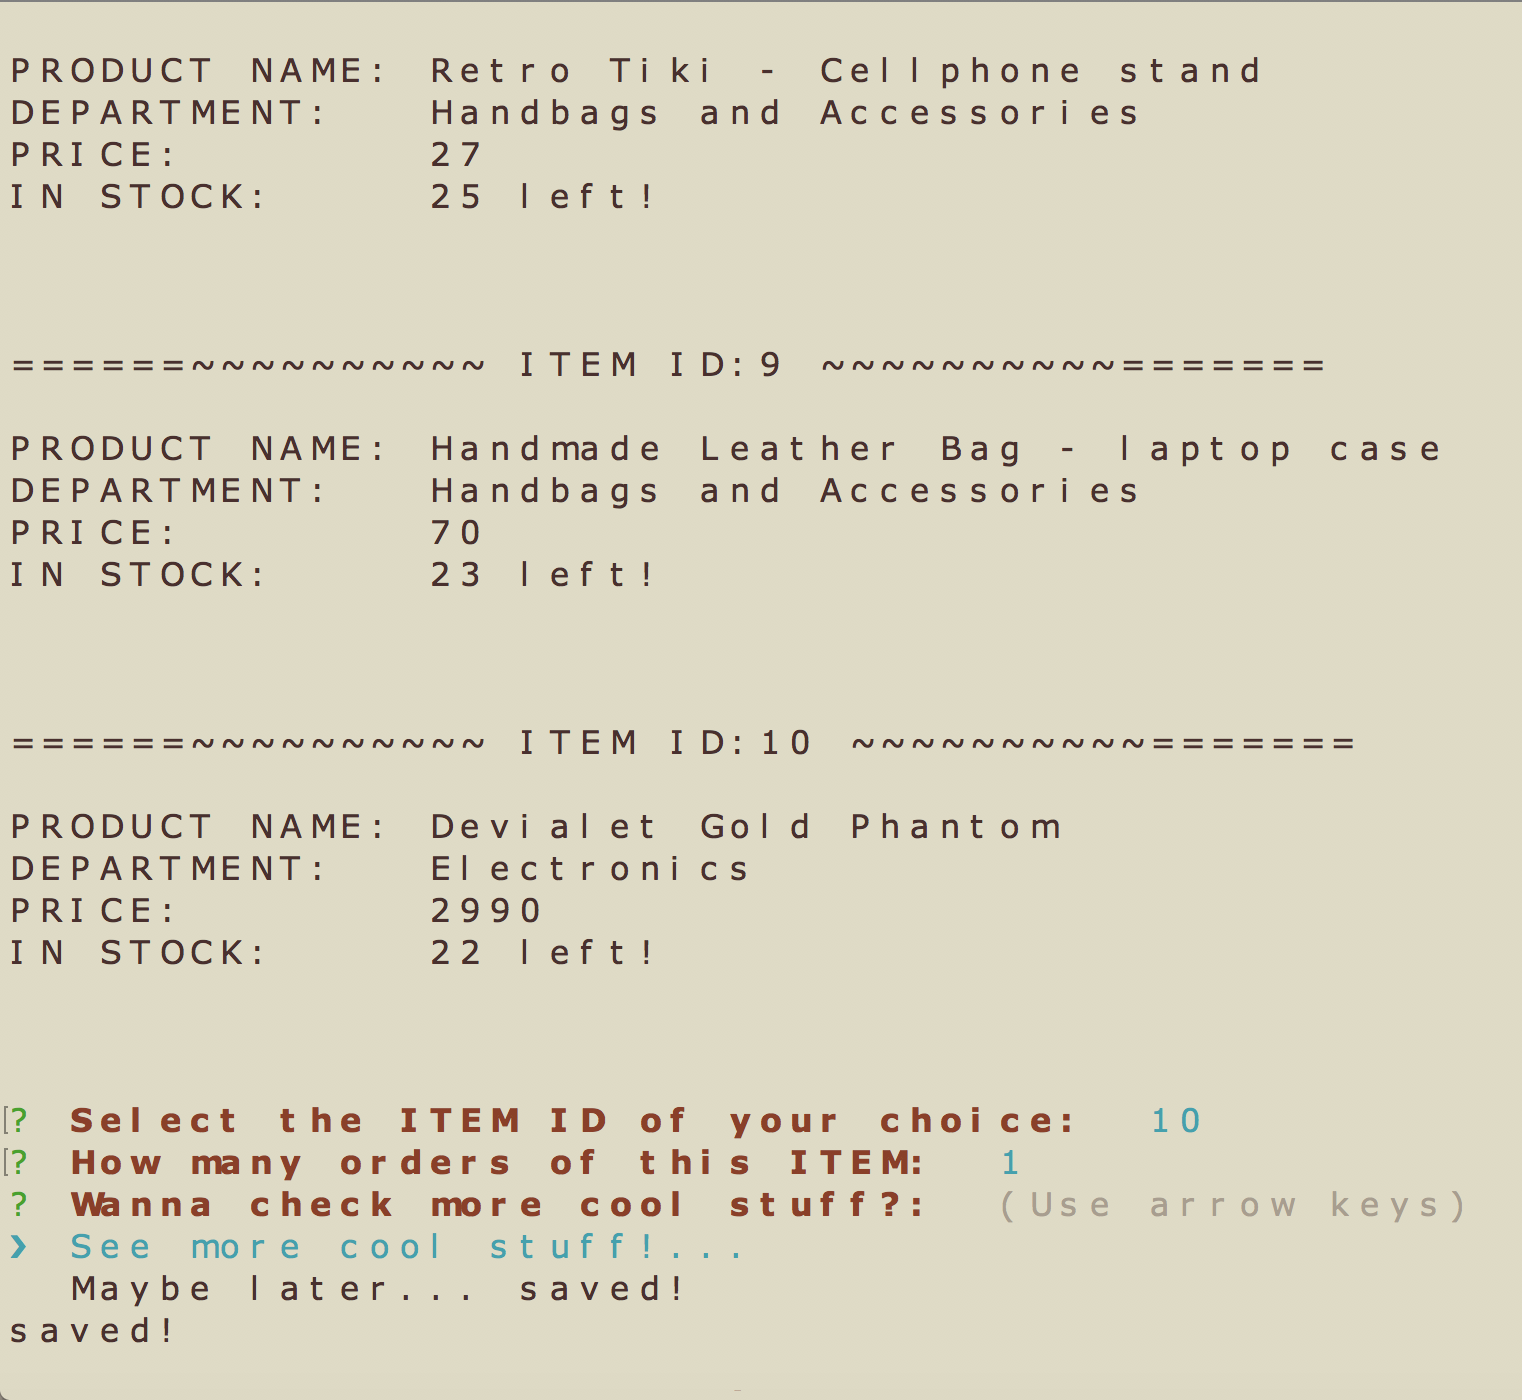 PRODUCT NAME: Retro Tiki - Cellphone stand
DEPARTMENT: Handbags and Accessories
PRICE: 27
IN STOCK: 25 left!
======~~~~~~~~~~ ITEM ID:9 ~~~~~~~~~~=======
PRODUCT NAME: Handmade Leather Bag - laptop case
DEPARTMENT: Handbags and Accessories
PRICE: 70
IN STOCK: 23 left!
======~~~~~~~~~~ ITEM ID:10 ~~~~~~~~~~=======
PRODUCT NAME: Devialet Gold Phantom
DEPARTMENT: Electronics
PRICE: 2990
IN STOCK: 22 left!
[? Select the ITEM ID of your choice: 10
[? How many orders of this ITEM: 1
? Wanna check more cool stuff?: (Use arrow keys)
❯ See more cool stuff!...
Maybe later... saved!
saved!